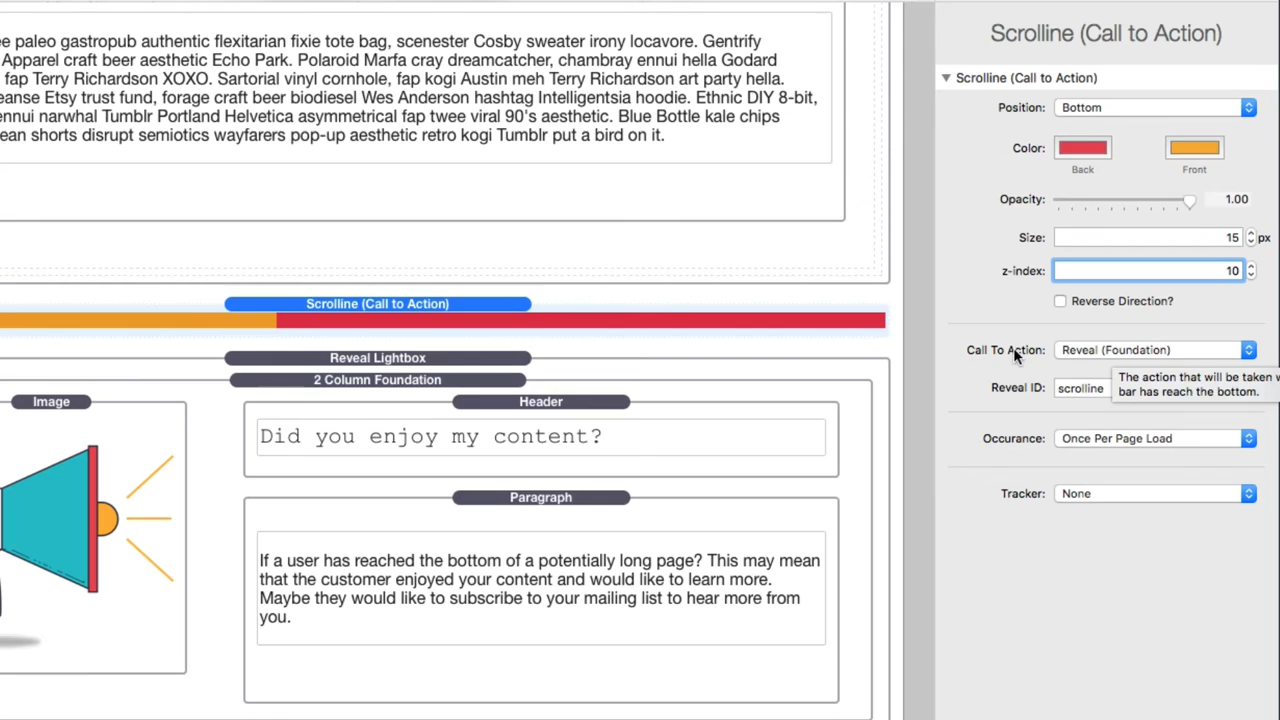 e paleo gastropub authentic flexitarian fixie tote bag, scenester Cosby sweater irony locavore. Gentrify
Apparel craft beer aesthetic Echo Park. Polaroid Marfa cray dreamcatcher, chambray ennui hella Godard
fap Terry Richardson XOXO. Sartorial vinyl cornhole, fap kogi Austin meh Terry Richardson art party hella.
eanse Etsy trust fund, forage craft beer biodiesel Wes Anderson hashtag Intelligentsia hoodie. Ethnic DIY 8-bit,
ennui narwhal Tumblr Portland Helvetica asymmetrical fap twee viral 90's aesthetic. Blue Bottle kale chips
ean shorts disrupt semiotics wayfarers pop-up aesthetic retro kogi Tumblr put a bird on it.
Scrolline (Call to Action)
Reveal Lightbox
2 Column Foundation
Image
Header
Did you enjoy my content?
Paragraph
If a user has reached the bottom of a potentially long page? This may mean
that the customer enjoyed your content and would like to learn more.
Maybe they would like to subscribe to your mailing list to hear more from
you.
Scrolline (Call to Action)
Scrolline (Call to Action)
Position: Bottom
Color:
Back Front
Opacity: 1.00
Size: 15 px
z-index: 10
Reverse Direction?
Call To Action: Reveal (Foundation)
The action that will be taken w
bar has reach the bottom.
Reveal ID: scrolline
Occurance: Once Per Page Load
Tracker: None